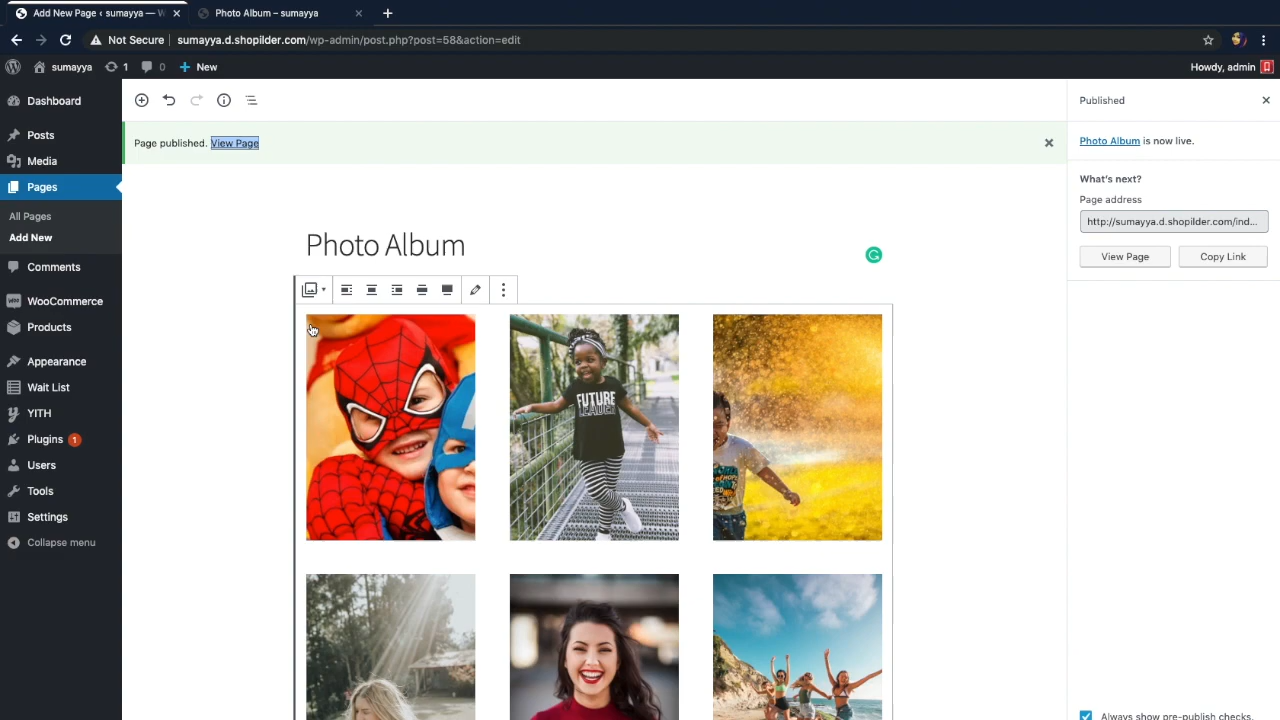 Add New Page ‹ sumayya — W
Photo Album – sumayya
Not Secure
sumayya.d.shopilder.com/wp-admin/post.php?post=58&action=edit
sumayya
1
0
New
Howdy, admin
Dashboard
Posts
Media
Pages
All Pages
Add New
Comments
WooCommerce
Products
Appearance
Wait List
YITH
Plugins 1
Users
Tools
Settings
Collapse menu
Page published. View Page
Photo Album
FUTURE
LEADER
Published
Photo Album is now live.
What's next?
Page address
http://sumayya.d.shopilder.com/ind...
View Page
Copy Link
Always show pre-publish checks.